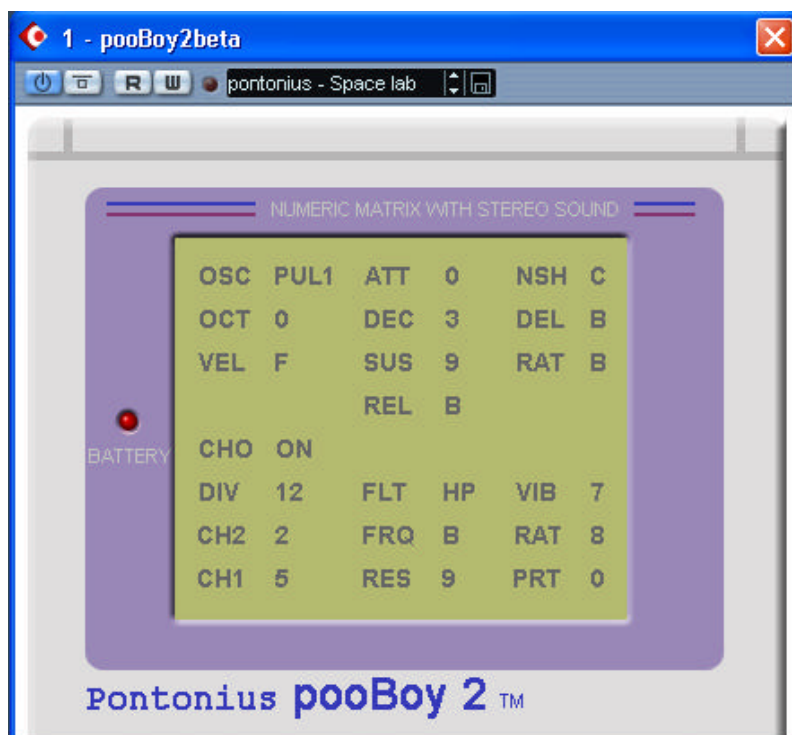 1 - pooBoy2beta
R W pontonius - Space lab
NUMERIC MATRIX WITH STEREO SOUND
OSC PUL1 ATT 0 NSH C
OCT 0 DEC 3 DEL B
VEL F SUS 9 RAT B
REL B
BATTERY
CHO ON
DIV 12 FLT HP VIB 7
CH2 2 FRQ B RAT 8
CH1 5 RES 9 PRT 0
Pontonius pooBoy 2 TM